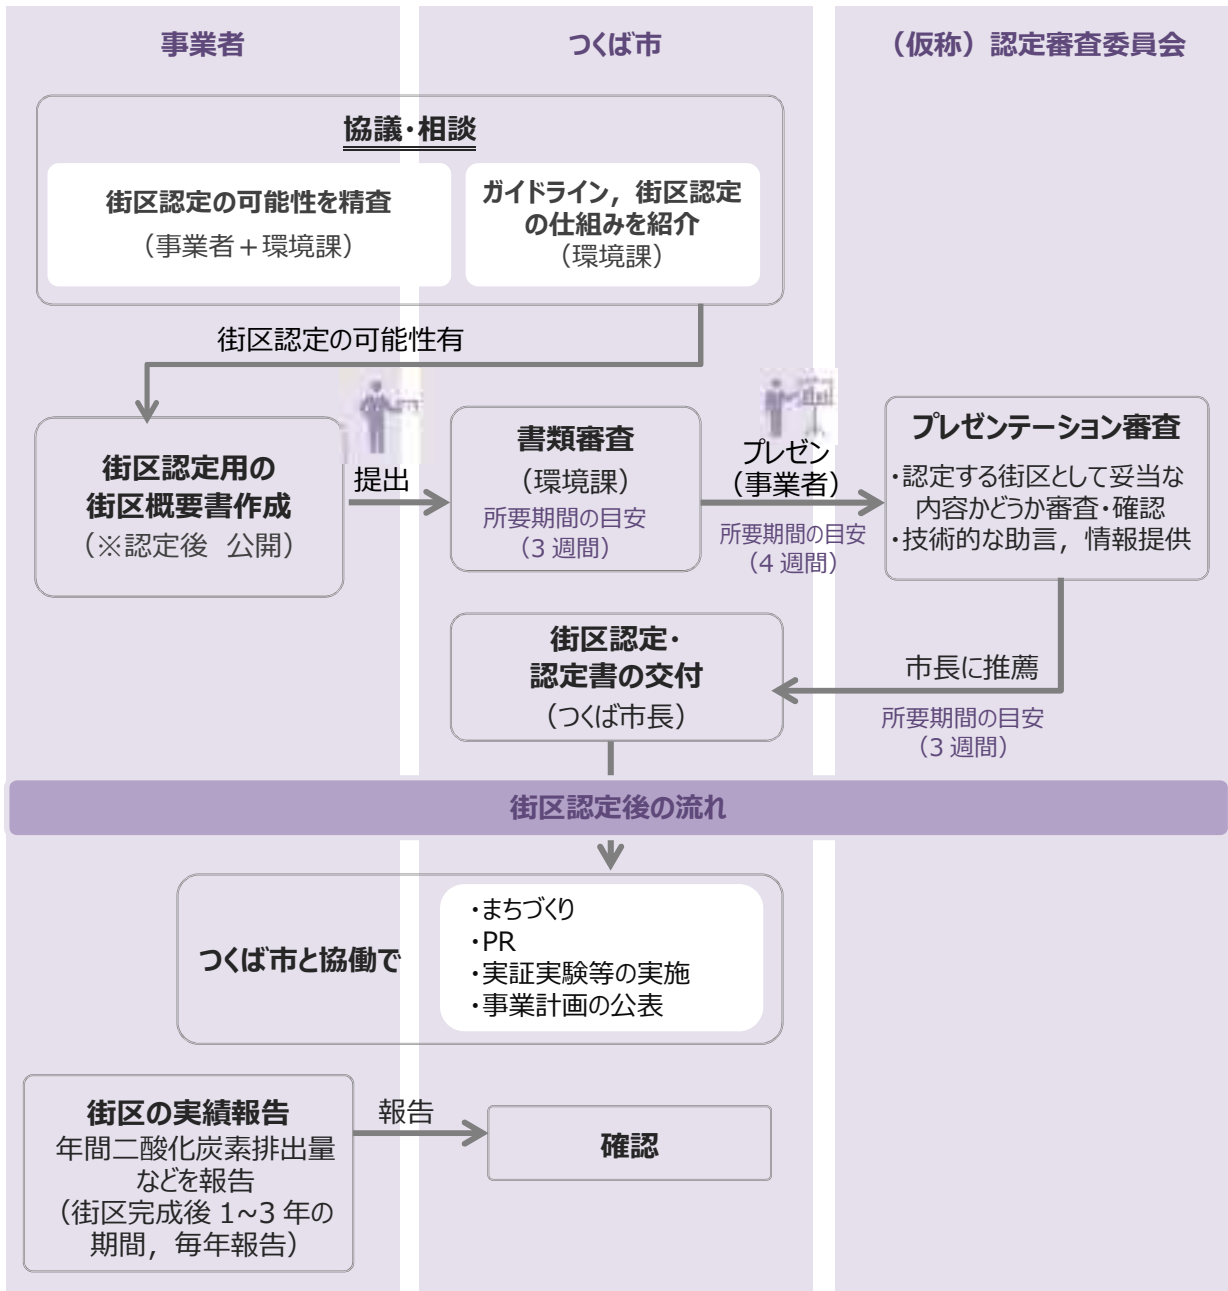 事業者
つくば市
（仮称）認定審査委員会
協議・相談
街区認定の可能性を精査
（事業者＋環境課）
ガイドライン，街区認定
の仕組みを紹介
（環境課）
街区認定の可能性有
街区認定用の
街区概要書作成
（※認定後　公開）
提出
書類審査
（環境課）
所要期間の目安
（3 週間）
プレゼン
（事業者）
所要期間の目安
（4 週間）
プレゼンテーション審査
・認定する街区として妥当な
内容かどうか審査・確認
・技術的な助言，情報提供
市長に推薦
所要期間の目安
（3 週間）
街区認定・
認定書の交付
（つくば市長）
街区認定後の流れ
つくば市と協働で
・まちづくり
・PR
・実証実験等の実施
・事業計画の公表
街区の実績報告
年間二酸化炭素排出量
などを報告
（街区完成後 1~3 年の
期間，毎年報告）
報告
確認